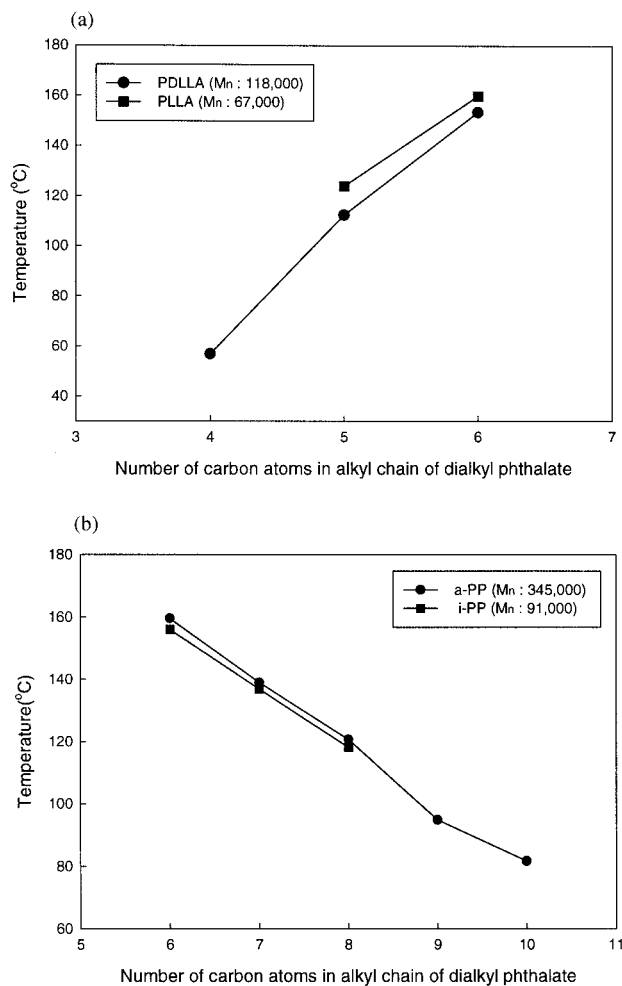 (a)
180
160
140
120
100
80
60
40
Temperature (°C)
PDLLA (Mn : 118,000)
PLLA (Mn : 67,000)
3 4 5 6 7
Number of carbon atoms in alkyl chain of dialkyl phthalate
(b)
180
160
140
120
100
80
60
Temperature(°C)
a-PP (Mn : 345,000)
i-PP (Mn : 91,000)
5 6 7 8 9 10 11
Number of carbon atoms in alkyl chain of dialkyl phthalate